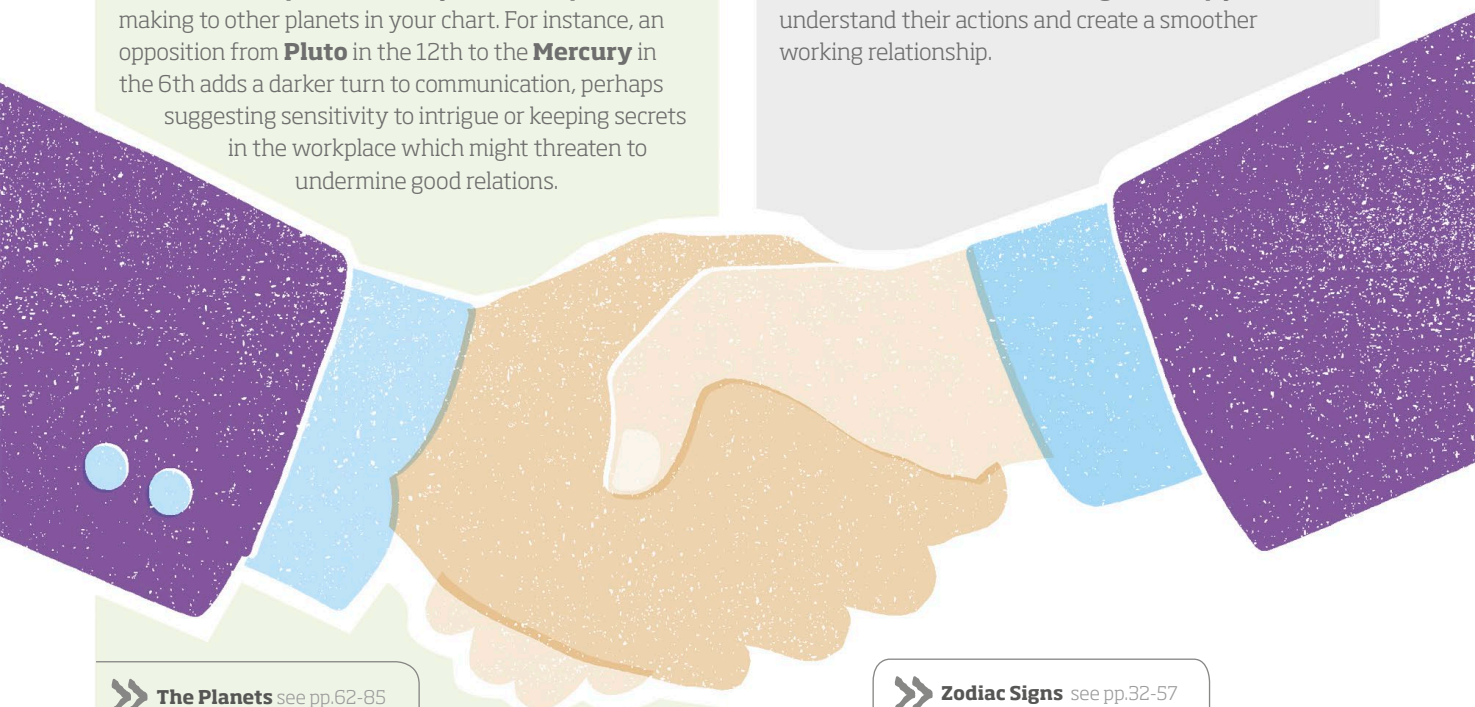 making to other planets in your chart. For instance, an
opposition from Pluto in the 12th to the Mercury in
the 6th adds a darker turn to communication, perhaps
suggesting sensitivity to intrigue or keeping secrets
in the workplace which might threaten to
undermine good relations.
understand their actions and create a smoother
working relationship.
The Planets see pp.62-85
Zodiac Signs see pp.32-57